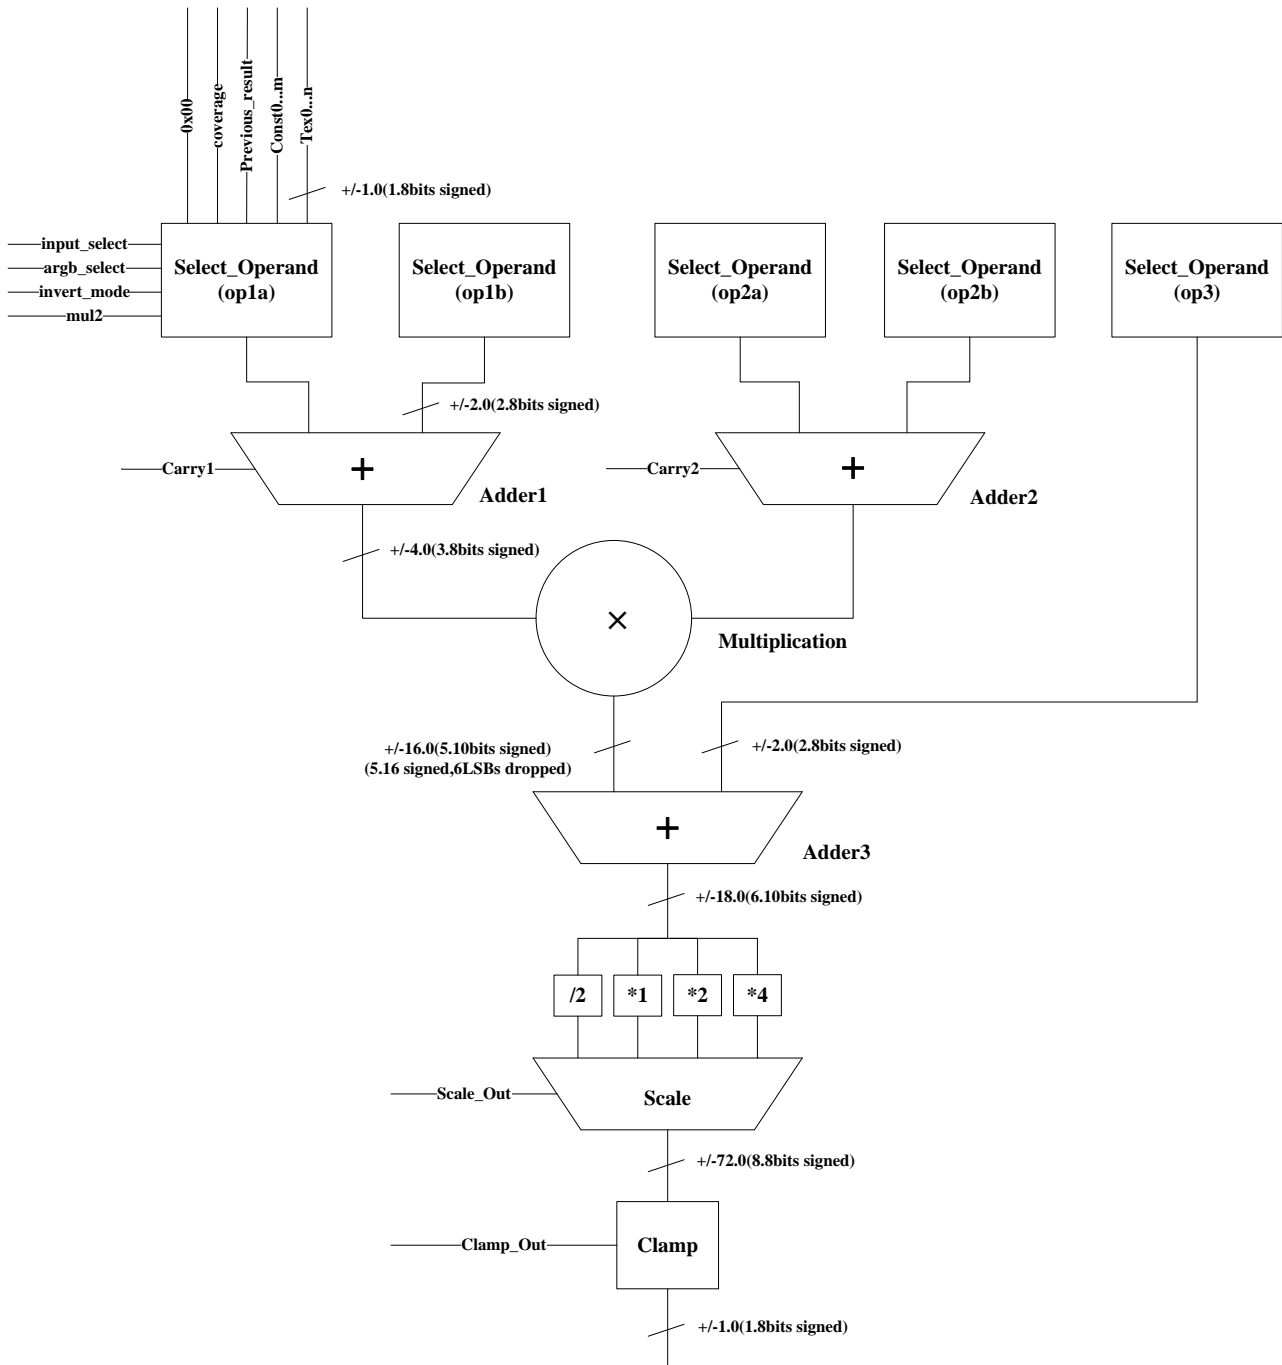 0x00
coverage
Previous_result
Const0...m
Tex0...n
+/-1.0(1.8bits signed)
input_select
argb_select
invert_mode
mul2
Select_Operand
(op1a)
Select_Operand
(op1b)
Select_Operand
(op2a)
Select_Operand
(op2b)
Select_Operand
(op3)
+/-2.0(2.8bits signed)
Carry1
+
Adder1
Carry2
+
Adder2
+/-4.0(3.8bits signed)
×
Multiplication
+/-16.0(5.10bits signed)
(5.16 signed,6LSBs dropped)
+/-2.0(2.8bits signed)
+
Adder3
+/-18.0(6.10bits signed)
/2
*1
*2
*4
Scale_Out
Scale
+/-72.0(8.8bits signed)
Clamp_Out
Clamp
+/-1.0(1.8bits signed)